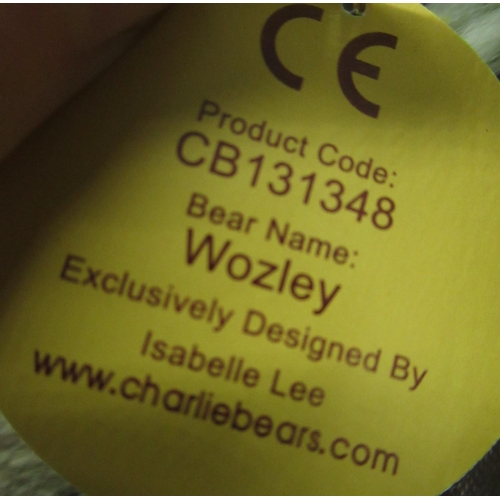 CE
Product Code:
CB131348
Bear Name:
Wozley
Exclusively Designed By
Isabelle Lee
www.charliebears.com